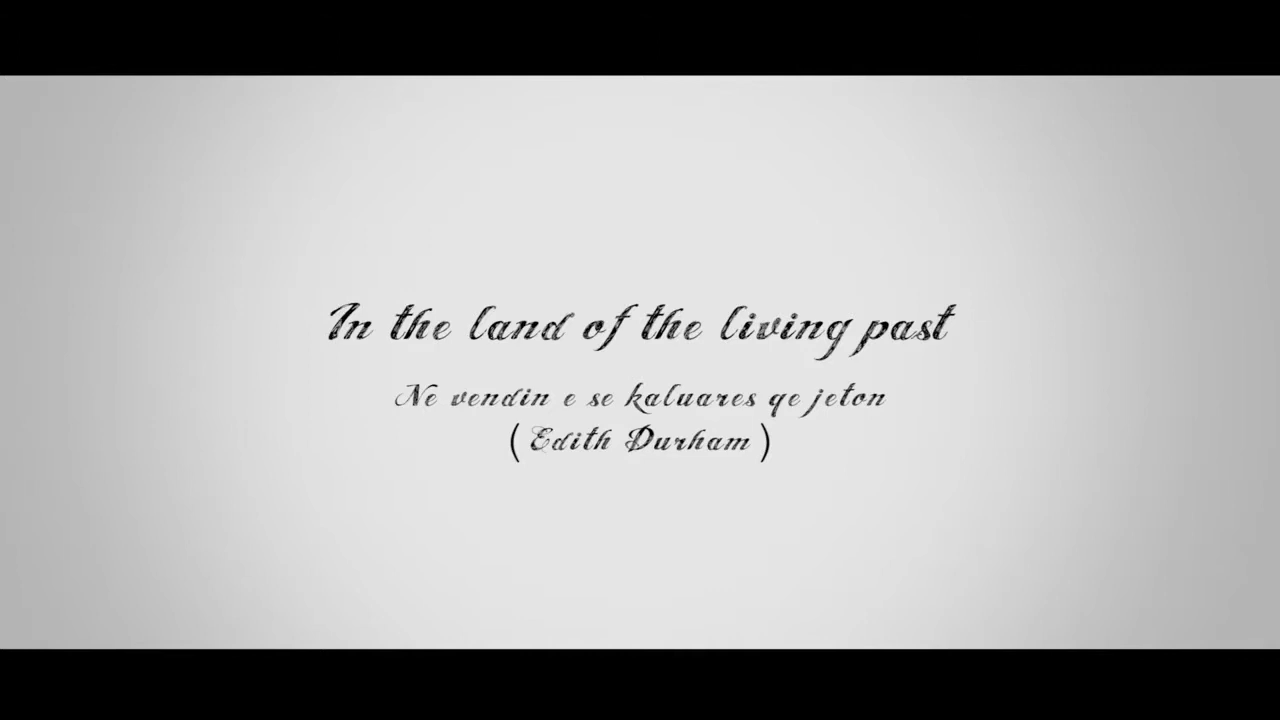 In the land of the living past
Ne vendin e se kaluares qe jeton
( Edith Durham )